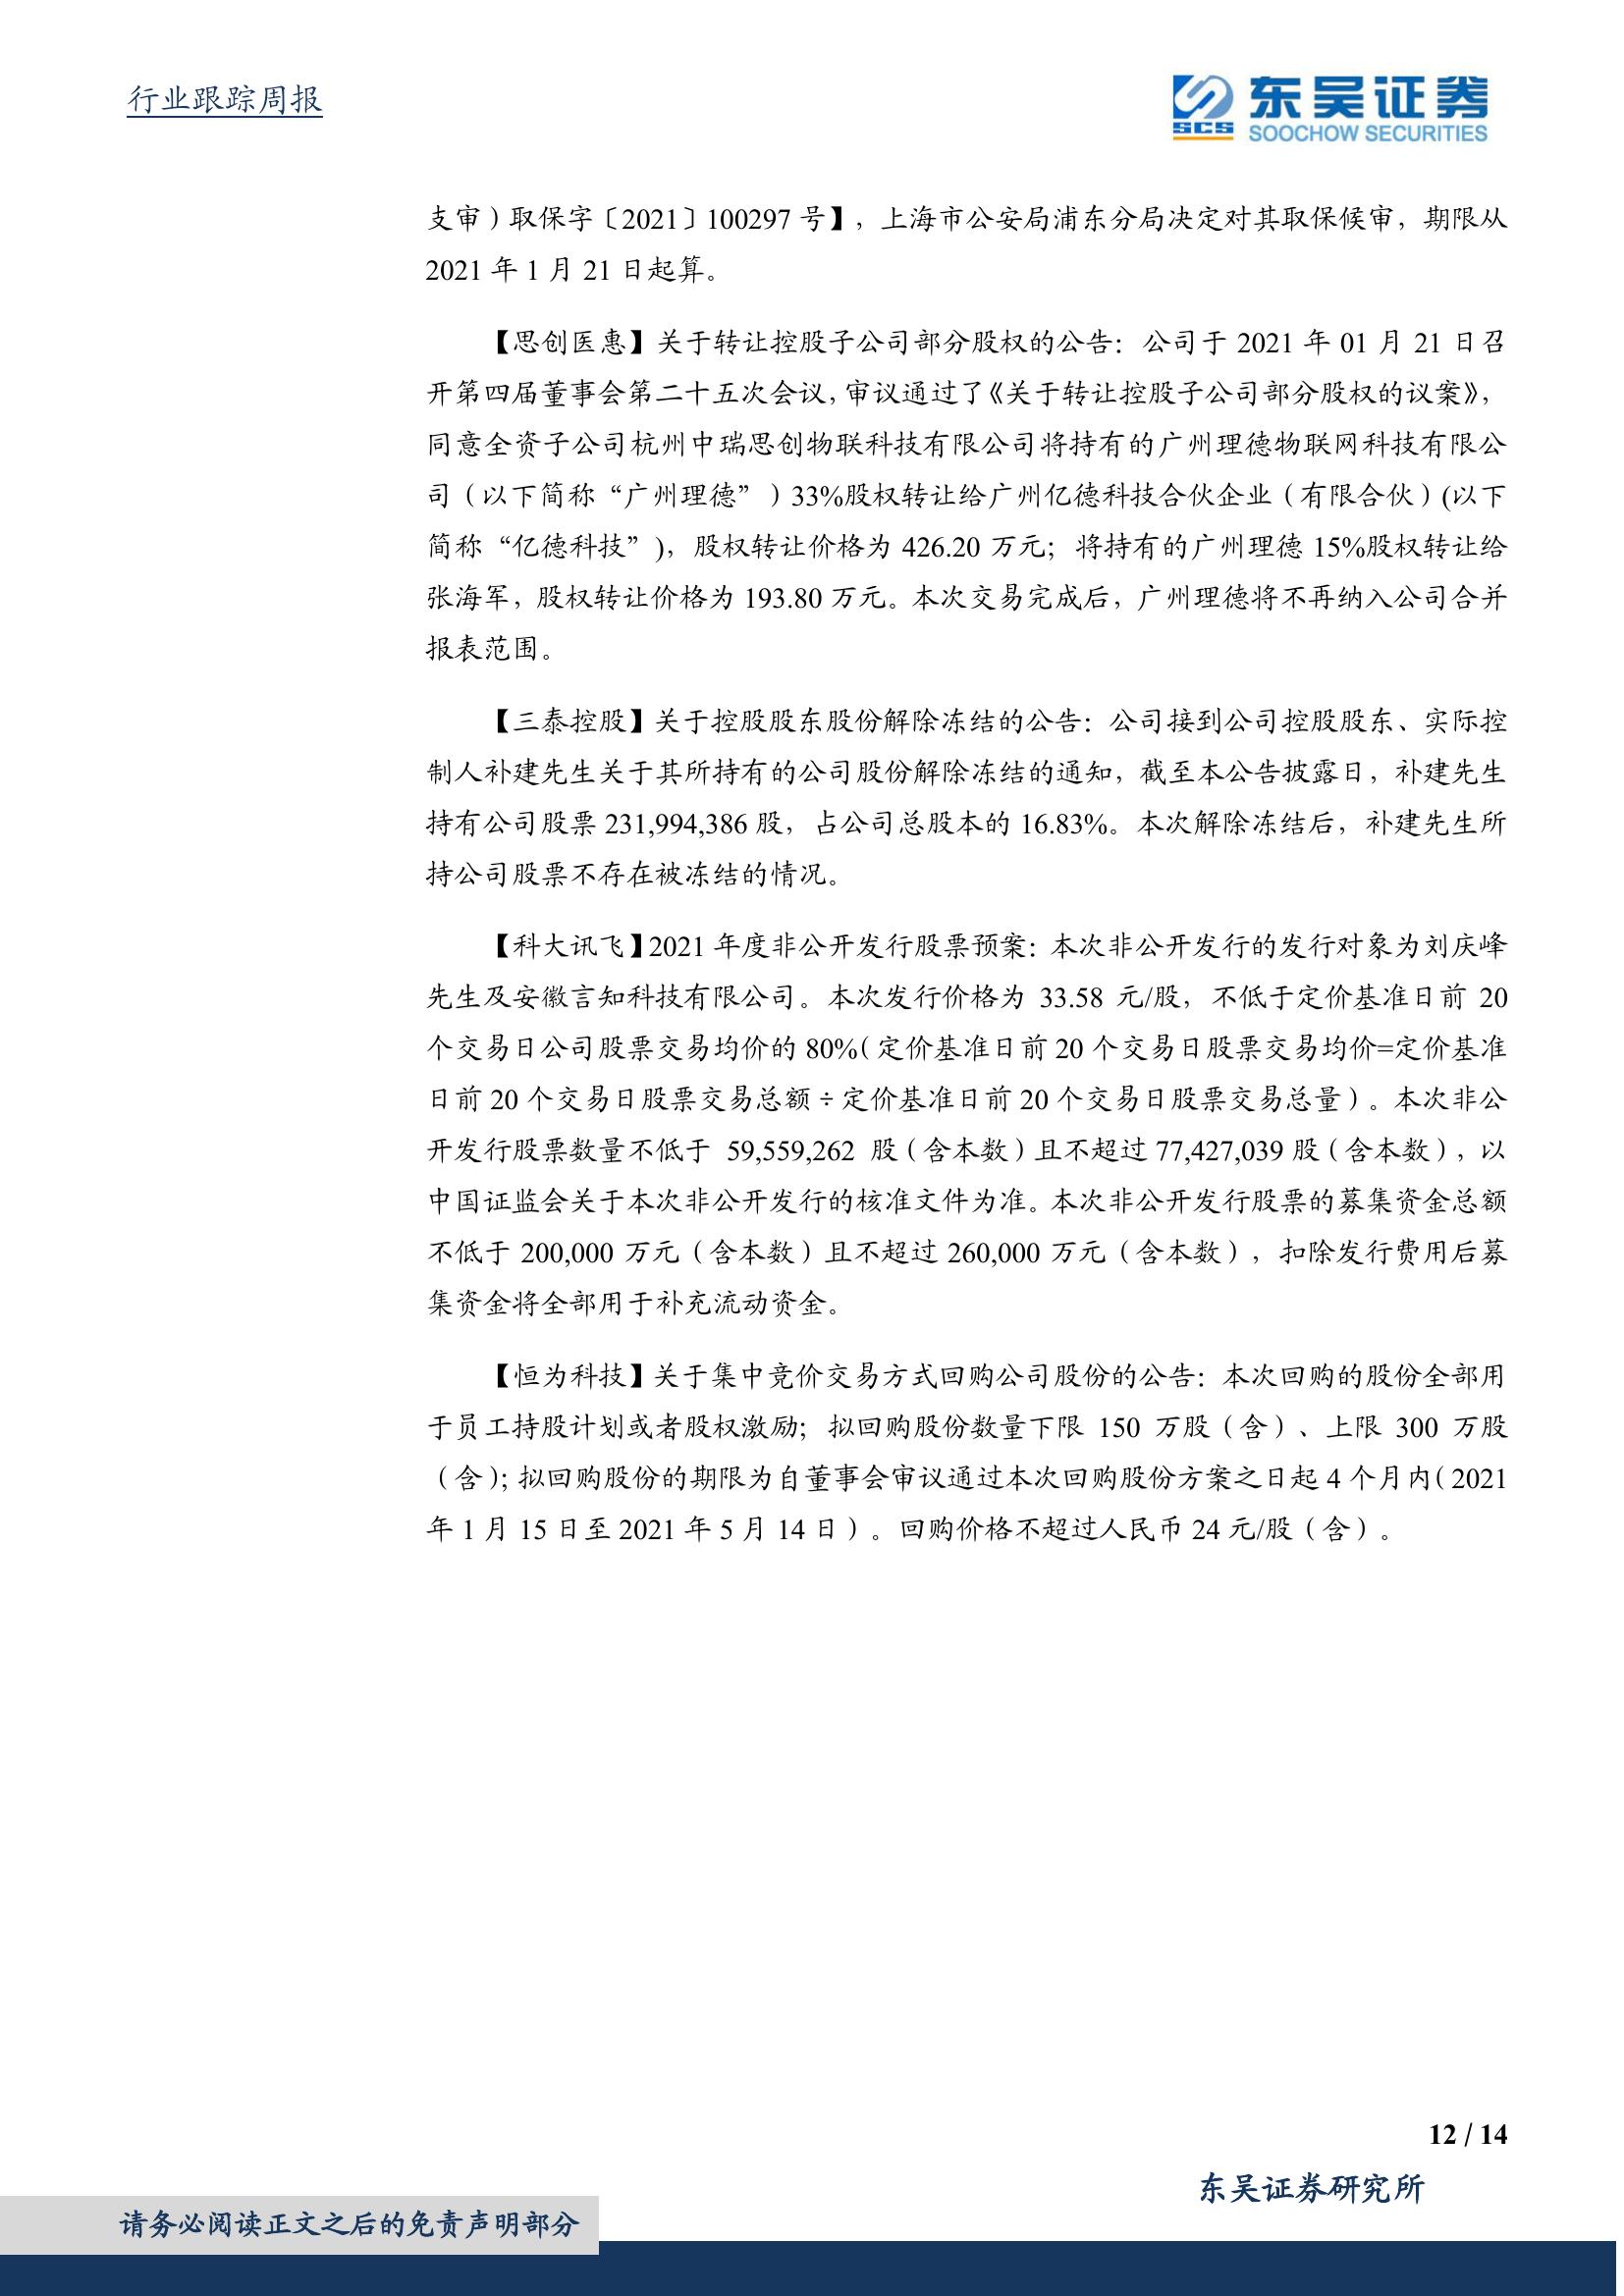 行业跟踪周报
东吴证券
SCS
SOOCHOW SECURITIES
支审）取保字〔2021〕100297 号】，上海市公安局浦东分局决定对其取保候审，期限从
2021 年 1 月 21 日起算。
【思创医惠】关于转让控股子公司部分股权的公告：公司于 2021 年 01 月 21 日召
开第四届董事会第二十五次会议，审议通过了《关于转让控股子公司部分股权的议案》，
同意全资子公司杭州中瑞思创物联科技有限公司将持有的广州理德物联网科技有限公
司（以下简称“广州理德”）33%股权转让给广州亿德科技合伙企业（有限合伙）(以下
简称“亿德科技”)，股权转让价格为 426.20 万元；将持有的广州理德 15%股权转让给
张海军，股权转让价格为 193.80 万元。本次交易完成后，广州理德将不再纳入公司合并
报表范围。
【三泰控股】关于控股股东股份解除冻结的公告：公司接到公司控股股东、实际控
制人补建先生关于其所持有的公司股份解除冻结的通知，截至本公告披露日，补建先生
持有公司股票 231,994,386 股，占公司总股本的 16.83%。本次解除冻结后，补建先生所
持公司股票不存在被冻结的情况。
【科大讯飞】2021 年度非公开发行股票预案：本次非公开发行的发行对象为刘庆峰
先生及安徽言知科技有限公司。本次发行价格为 33.58 元/股，不低于定价基准日前 20
个交易日公司股票交易均价的 80%（定价基准日前 20 个交易日股票交易均价=定价基准
日前 20 个交易日股票交易总额÷定价基准日前 20 个交易日股票交易总量）。本次非公
开发行股票数量不低于 59,559,262 股（含本数）且不超过 77,427,039 股（含本数），以
中国证监会关于本次非公开发行的核准文件为准。本次非公开发行股票的募集资金总额
不低于 200,000 万元（含本数）且不超过 260,000 万元（含本数），扣除发行费用后募
集资金将全部用于补充流动资金。
【恒为科技】关于集中竞价交易方式回购公司股份的公告：本次回购的股份全部用
于员工持股计划或者股权激励；拟回购股份数量下限 150 万股（含）、上限 300 万股
（含）；拟回购股份的期限为自董事会审议通过本次回购股份方案之日起 4 个月内（2021
年 1 月 15 日至 2021 年 5 月 14 日）。回购价格不超过人民币 24 元/股（含）。
12 / 14
东吴证券研究所
请务必阅读正文之后的免责声明部分